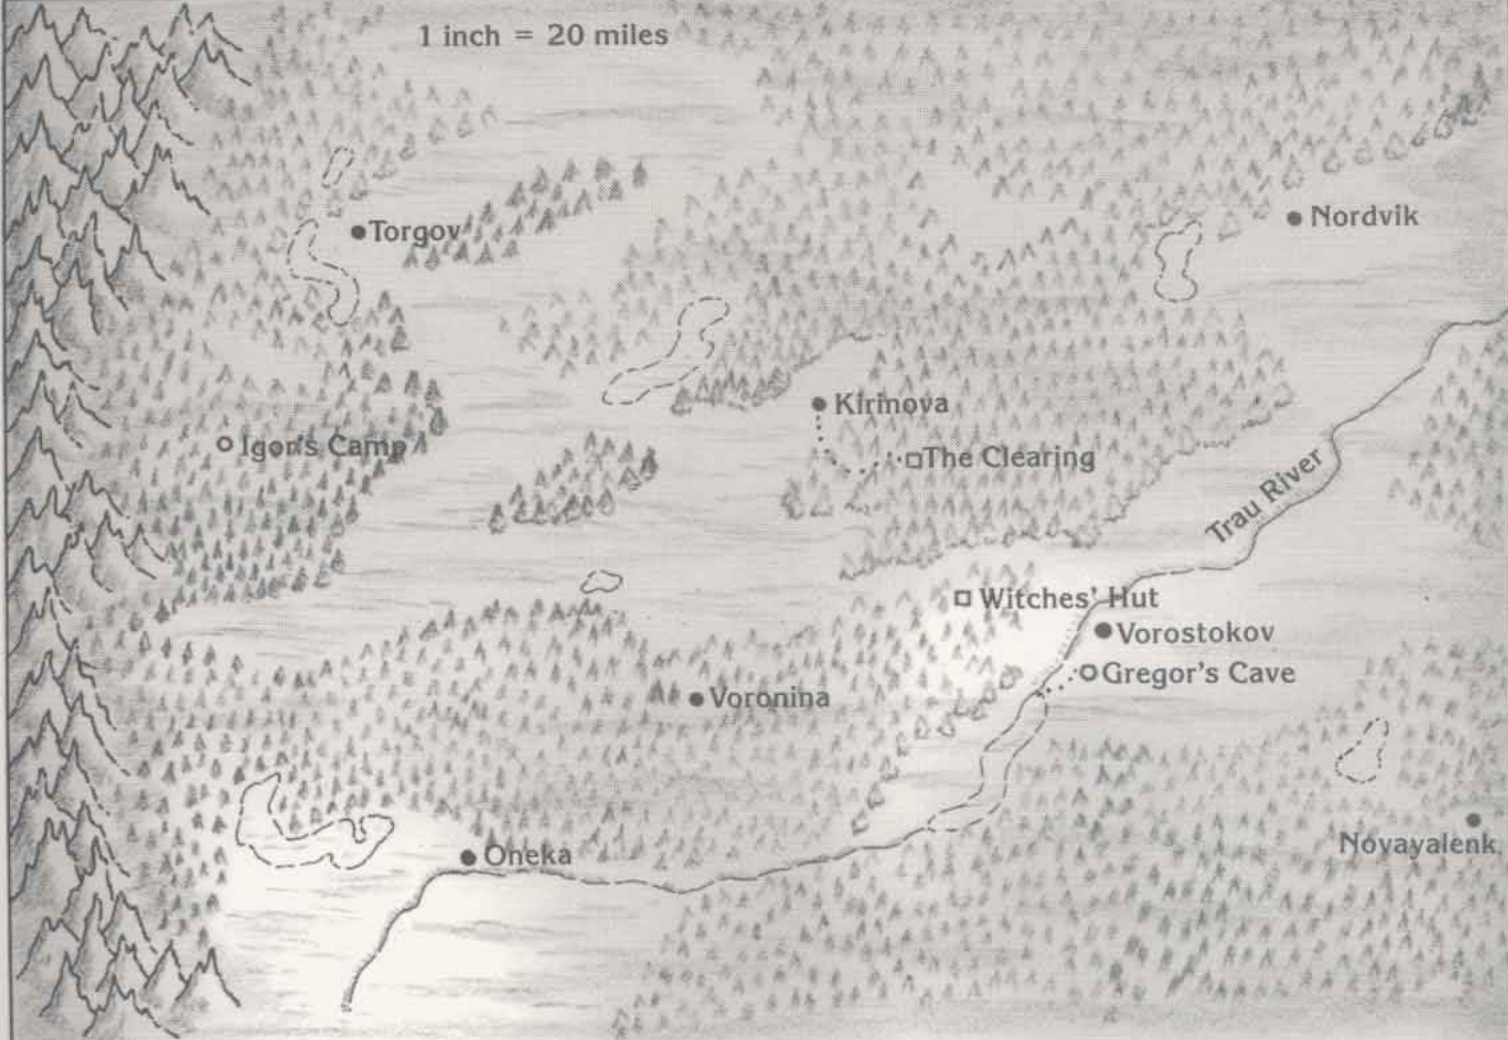 1 inch = 20 miles
Nordvik
Torgov
Kirinova
Igor's Camp
The Clearing
Trau River
Witches' Hut
Vorostokov
Gregor's Cave
Voronina
Novayalenk
Oneka